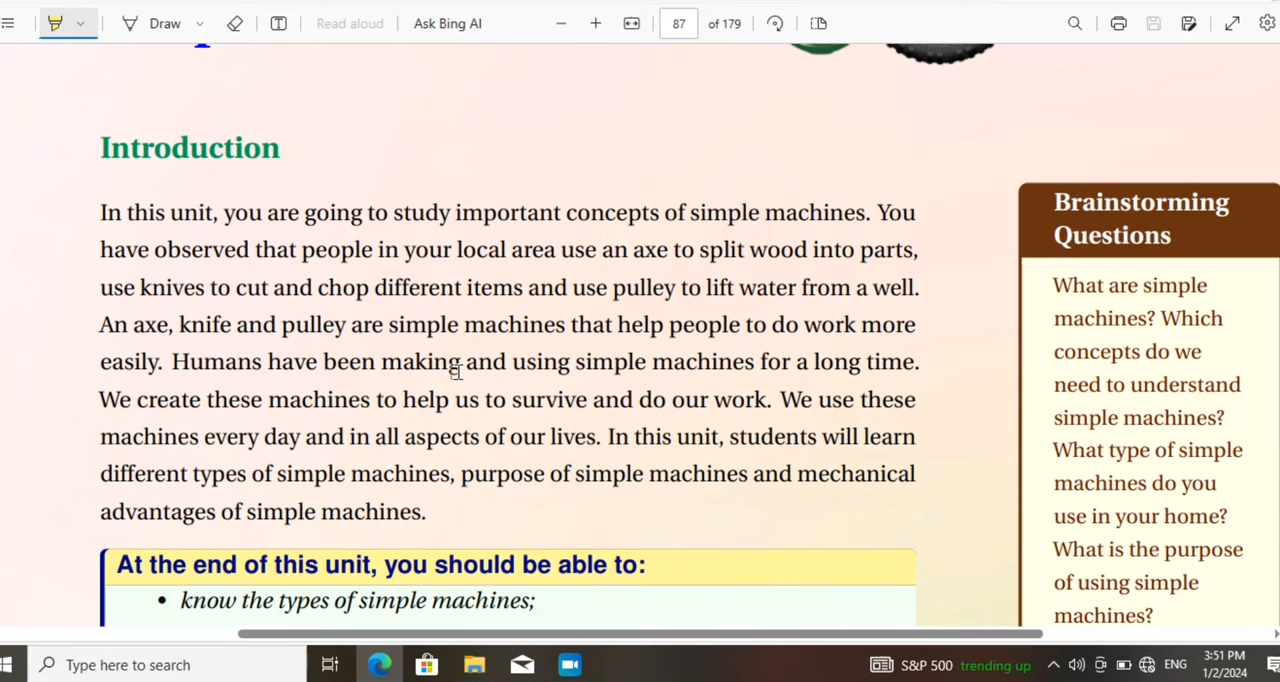 Draw
Read aloud
Ask Bing AI
87 of 179
Introduction
In this unit, you are going to study important concepts of simple machines. You
have observed that people in your local area use an axe to split wood into parts,
use knives to cut and chop different items and use pulley to lift water from a well.
An axe, knife and pulley are simple machines that help people to do work more
easily. Humans have been making and using simple machines for a long time.
We create these machines to help us to survive and do our work. We use these
machines every day and in all aspects of our lives. In this unit, students will learn
different types of simple machines, purpose of simple machines and mechanical
advantages of simple machines.
At the end of this unit, you should be able to:
• know the types of simple machines;
Brainstorming
Questions
What are simple
machines? Which
concepts do we
need to understand
simple machines?
What type of simple
machines do you
use in your home?
What is the purpose
of using simple
machines?
Type here to search
S&P 500 trending up
ENG
3:51 PM
1/2/2024